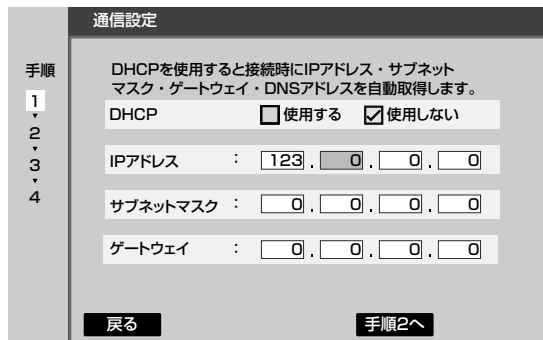 通信設定
手順
1
2
3
4
DHCPを使用すると接続時にIPアドレス・サブネット
マスク・ゲートウェイ・DNSアドレスを自動取得します。
DHCP 使用する 使用しない
IPアドレス : 123 . 0 . 0 . 0
サブネットマスク : 0 . 0 . 0 . 0
ゲートウェイ : 0 . 0 . 0 . 0
戻る 手順2へ